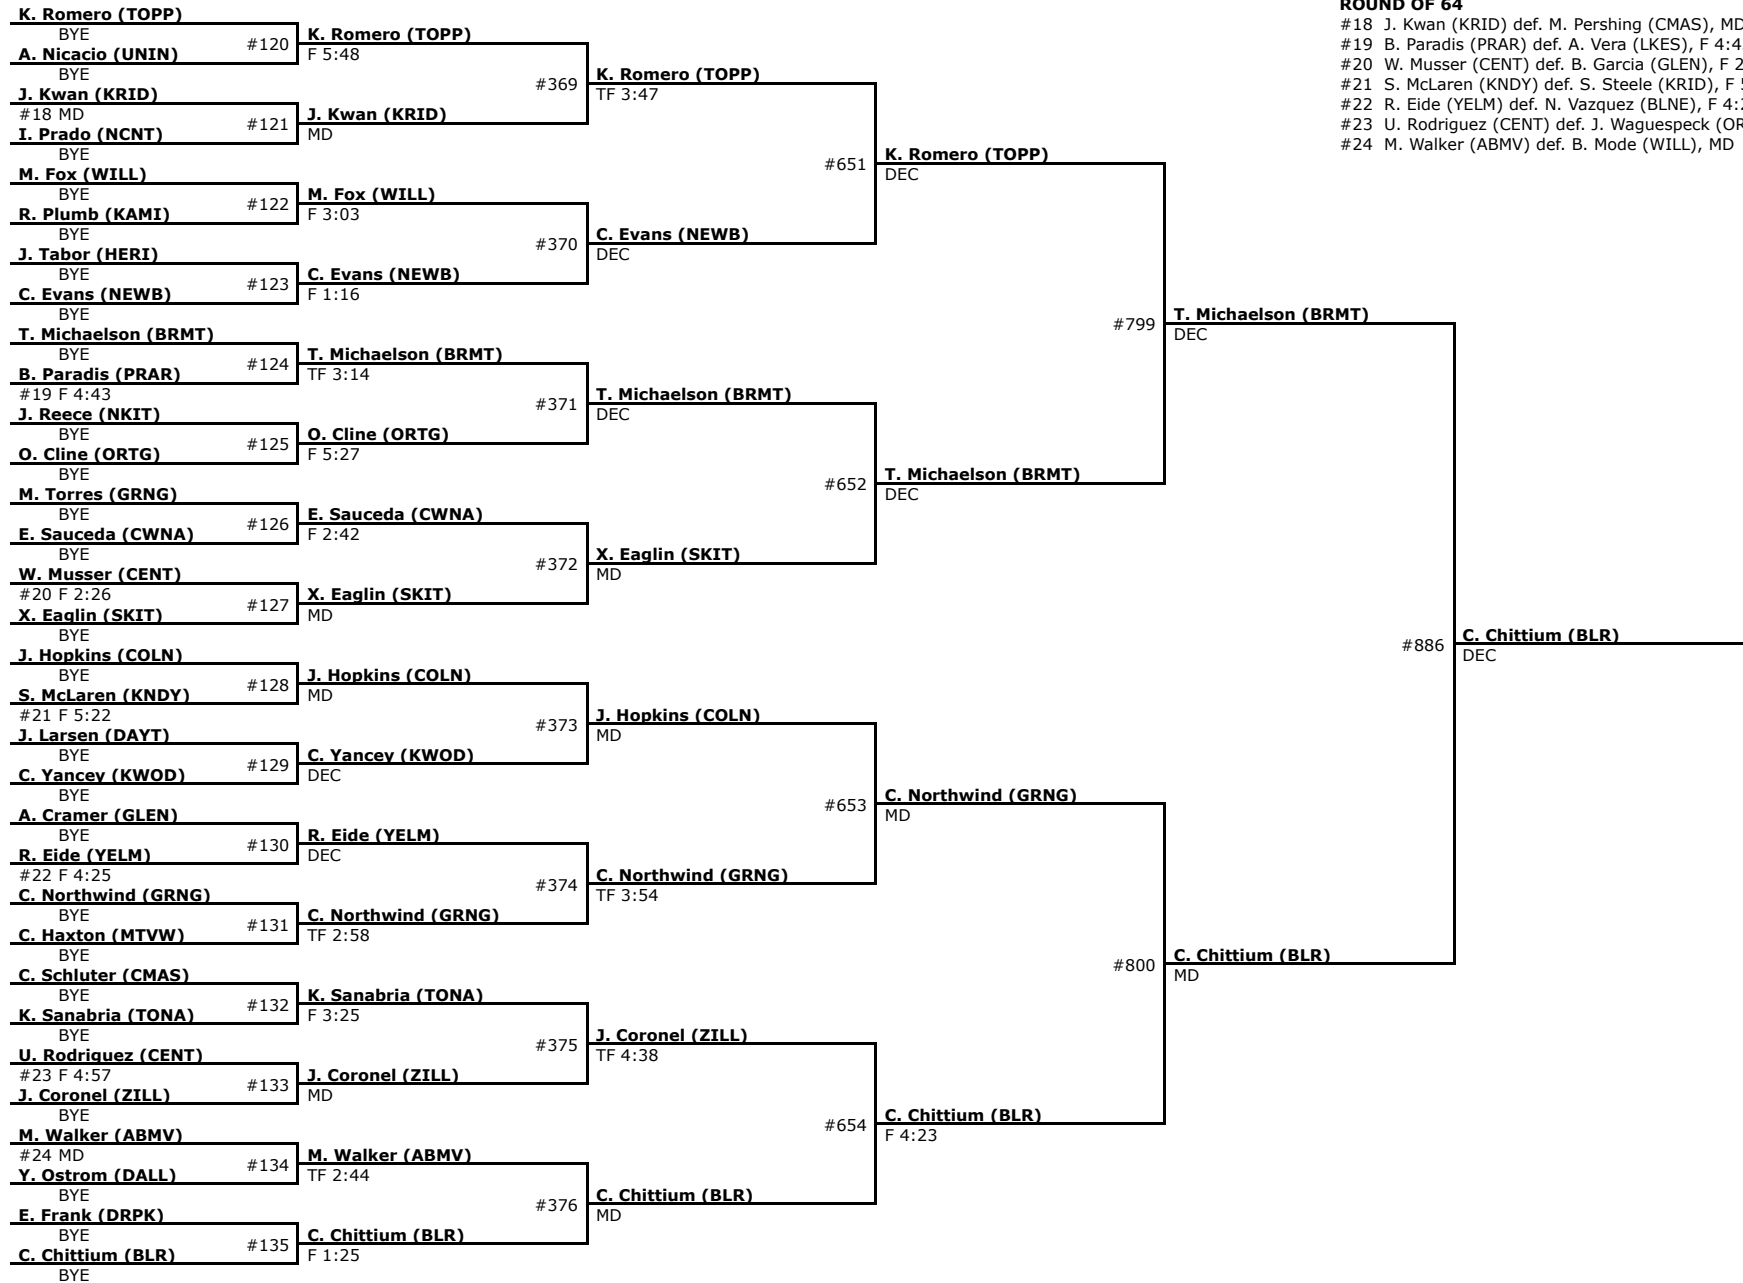 K. Romero (TOPP)
BYE
A. Nicacio (UNIN)
BYE
J. Kwan (KRID)
#18 MD
I. Prado (NCNT)
BYE
M. Fox (WILL)
BYE
R. Plumb (KAMI)
BYE
J. Tabor (HERI)
BYE
C. Evans (NEWB)
BYE
T. Michaelson (BRMT)
BYE
B. Paradis (PRAR)
#19 F 4:43
J. Reece (NKIT)
BYE
O. Cline (ORTG)
BYE
M. Torres (GRNG)
BYE
E. Sauceda (CWNA)
BYE
W. Musser (CENT)
#20 F 2:26
X. Eaglin (SKIT)
BYE
J. Hopkins (COLN)
BYE
S. McLaren (KNDY)
#21 F 5:22
J. Larsen (DAYT)
BYE
C. Yancey (KWOD)
BYE
A. Cramer (GLEN)
BYE
R. Eide (YELM)
#22 F 4:25
C. Northwind (GRNG)
BYE
C. Haxton (MTVW)
BYE
C. Schluter (CMAS)
BYE
K. Sanabria (TONA)
BYE
U. Rodriguez (CENT)
#23 F 4:57
J. Coronel (ZILL)
BYE
M. Walker (ABMV)
#24 MD
Y. Ostrom (DALL)
BYE
E. Frank (DRPK)
BYE
C. Chittium (BLR)
BYE
#120
#121
#122
#123
#124
#125
#126
#127
#128
#129
#130
#131
#132
#133
#134
#135
K. Romero (TOPP)
F 5:48
J. Kwan (KRID)
MD
M. Fox (WILL)
F 3:03
C. Evans (NEWB)
F 1:16
T. Michaelson (BRMT)
TF 3:14
O. Cline (ORTG)
F 5:27
E. Sauceda (CWNA)
F 2:42
X. Eaglin (SKIT)
MD
J. Hopkins (COLN)
MD
C. Yancey (KWOD)
DEC
R. Eide (YELM)
DEC
C. Northwind (GRNG)
TF 2:58
K. Sanabria (TONA)
F 3:25
J. Coronel (ZILL)
MD
M. Walker (ABMV)
TF 2:44
C. Chittium (BLR)
F 1:25
#369
#370
#371
#372
#373
#374
#375
#376
K. Romero (TOPP)
TF 3:47
C. Evans (NEWB)
DEC
T. Michaelson (BRMT)
DEC
X. Eaglin (SKIT)
MD
J. Hopkins (COLN)
MD
C. Northwind (GRNG)
TF 3:54
J. Coronel (ZILL)
TF 4:38
C. Chittium (BLR)
MD
#651
#652
#653
#654
K. Romero (TOPP)
DEC
T. Michaelson (BRMT)
DEC
C. Northwind (GRNG)
MD
C. Chittium (BLR)
F 4:23
#799
#800
T. Michaelson (BRMT)
DEC
C. Chittium (BLR)
MD
#886
C. Chittium (BLR)
DEC
ROUND OF 64
#18 J. Kwan (KRID) def. M. Pershing (CMAS), MD
#19 B. Paradis (PRAR) def. A. Vera (LKES), F 4:4
#20 W. Musser (CENT) def. B. Garcia (GLEN), F 2
#21 S. McLaren (KNDY) def. S. Steele (KRID), F
#22 R. Eide (YELM) def. N. Vazquez (BLNE), F 4:
#23 U. Rodriguez (CENT) def. J. Waguespeck (OR
#24 M. Walker (ABMV) def. B. Mode (WILL), MD